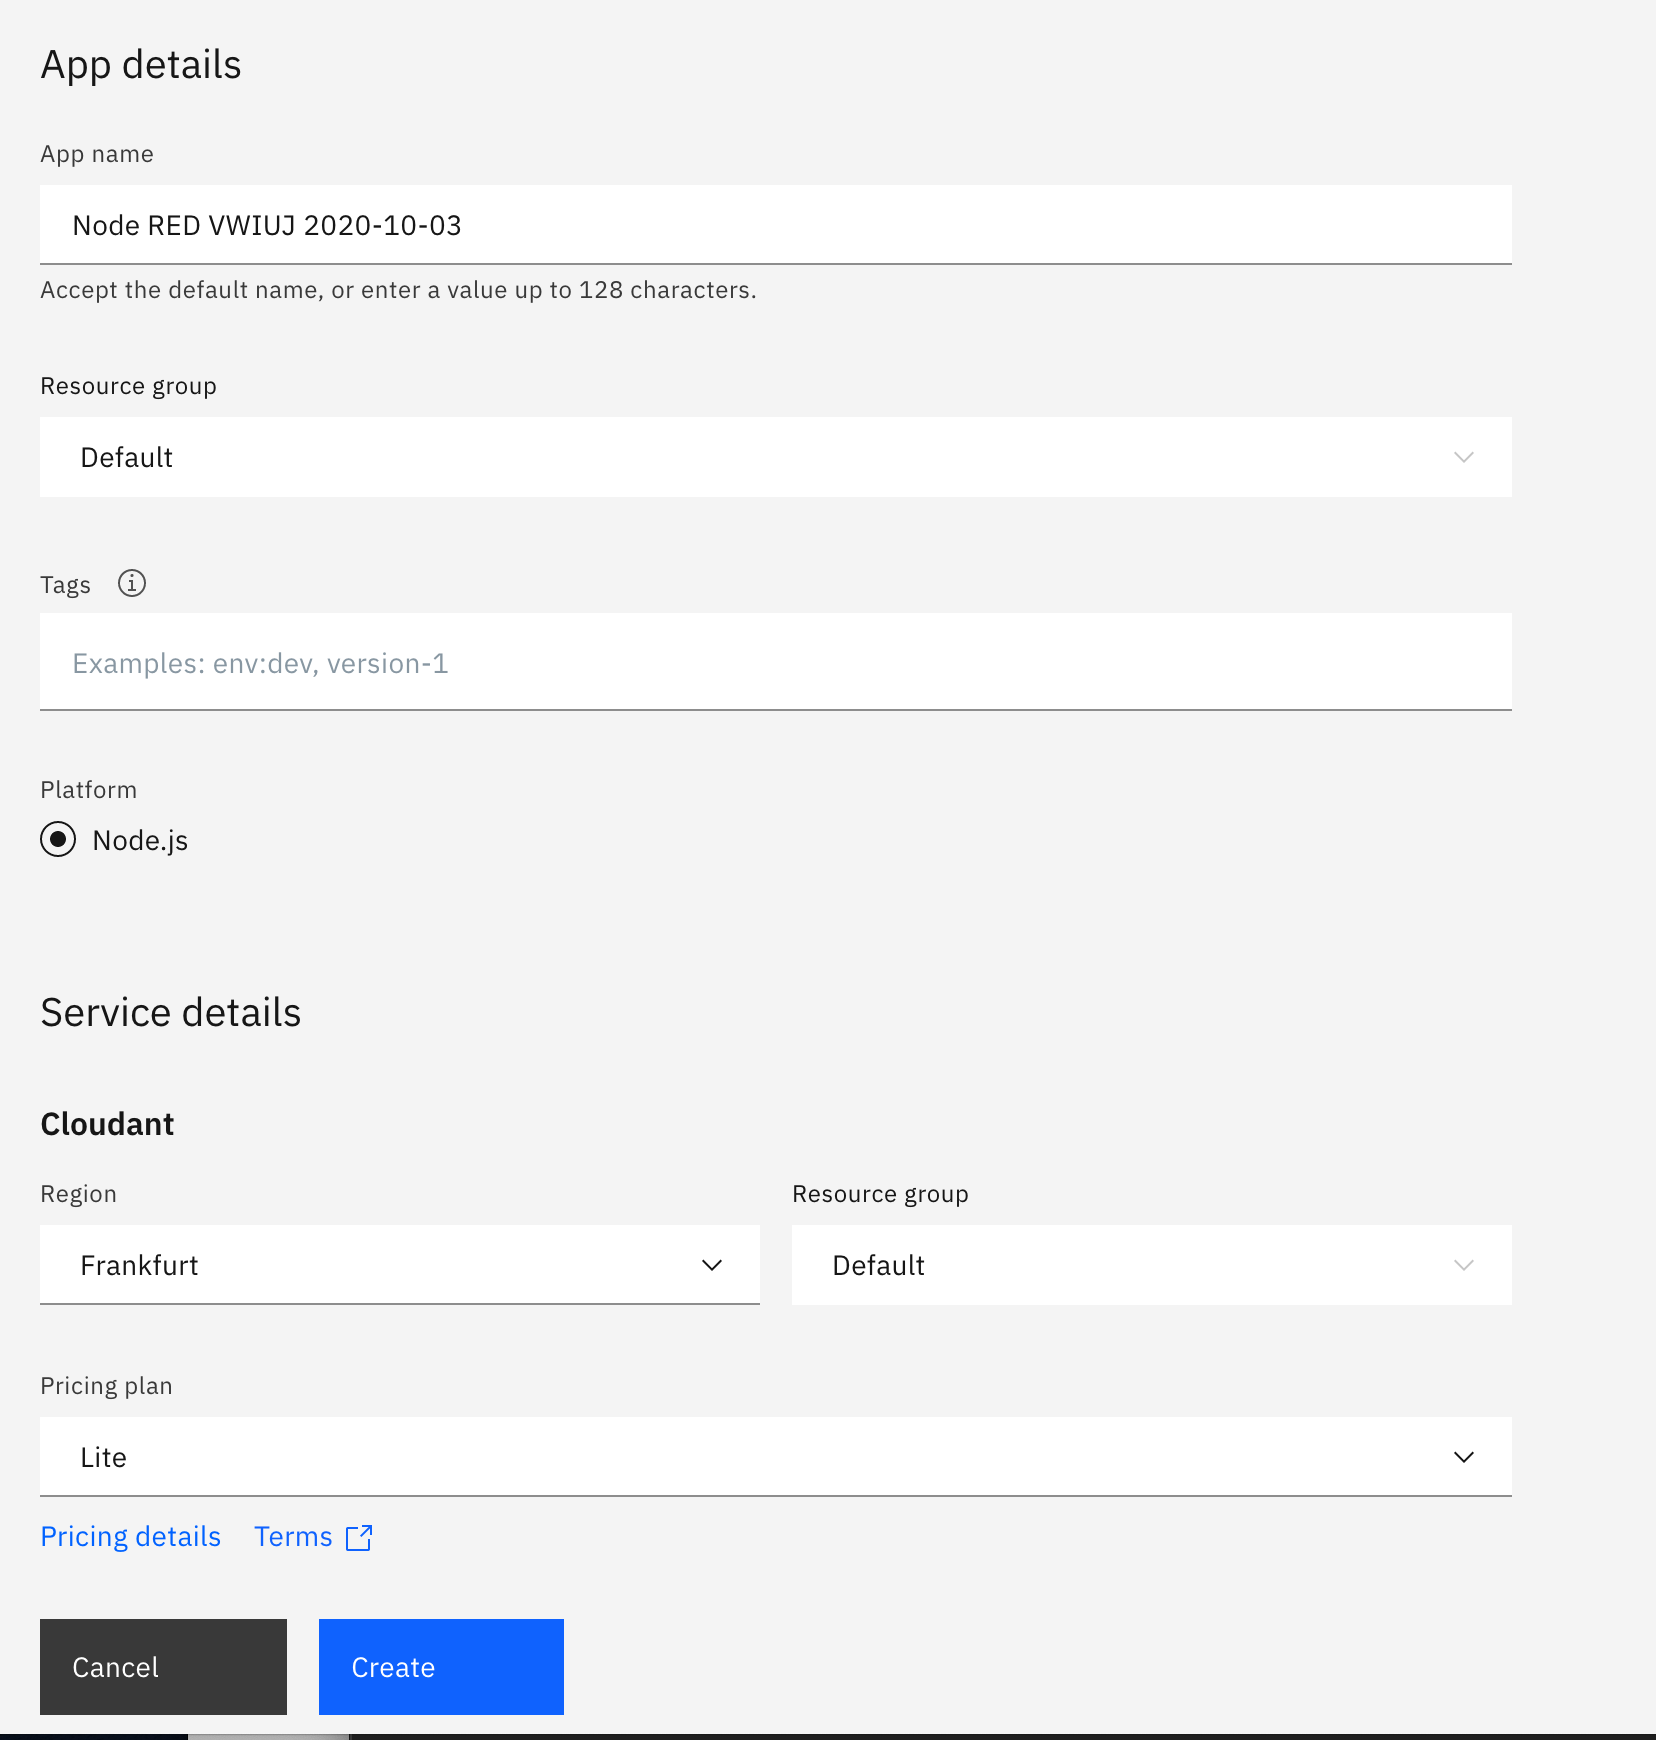 App details
App name
Node RED VWIUJ 2020-10-03
Accept the default name, or enter a value up to 128 characters.
Resource group
Default
Tags
Examples: env:dev, version-1
Platform
Node.js
Service details
Cloudant
Region
Resource group
Frankfurt
Default
Pricing plan
Lite
Pricing details Terms
Cancel
Create